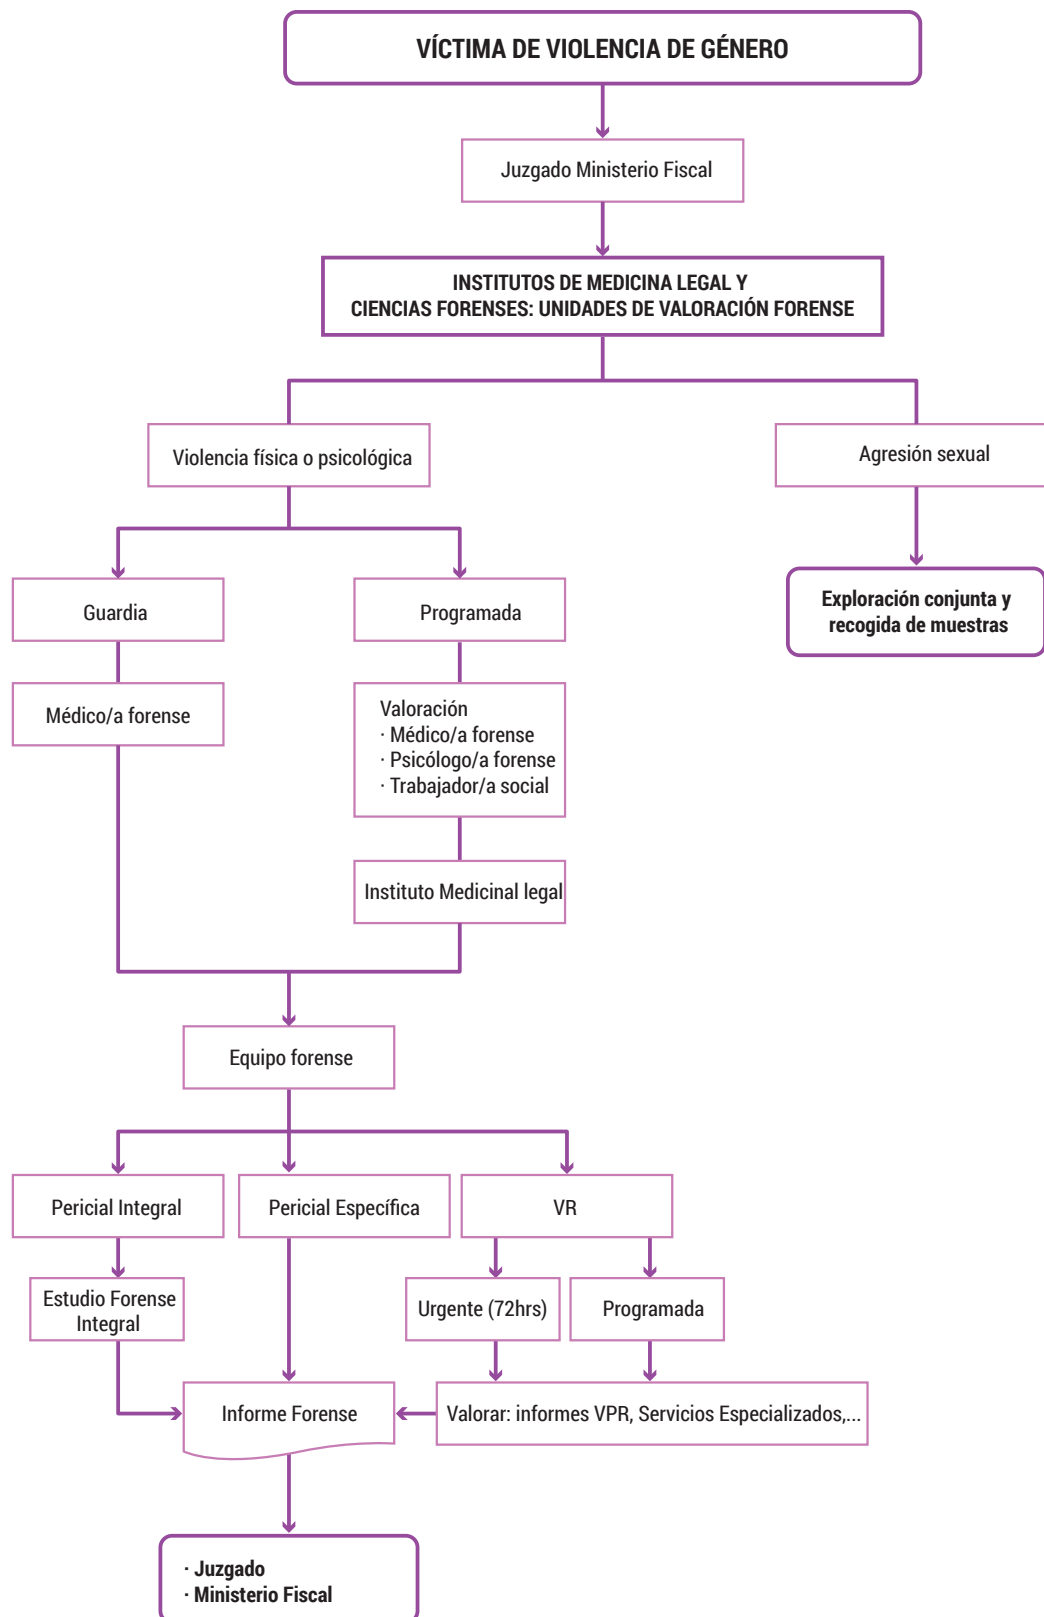 VÍCTIMA DE VIOLENCIA DE GÉNERO
Juzgado Ministerio Fiscal
INSTITUTOS DE MEDICINA LEGAL Y
CIENCIAS FORENSES: UNIDADES DE VALORACIÓN FORENSE
Violencia física o psicológica
Agresión sexual
Guardia
Programada
Exploración conjunta y
recogida de muestras
Médico/a forense
Valoración
· Médico/a forense
· Psicólogo/a forense
· Trabajador/a social
Instituto Medicinal legal
Equipo forense
Pericial Integral
Pericial Específica
VR
Estudio Forense
Integral
Urgente (72hrs)
Programada
Informe Forense
Valorar: informes VPR, Servicios Especializados,...
· Juzgado
· Ministerio Fiscal